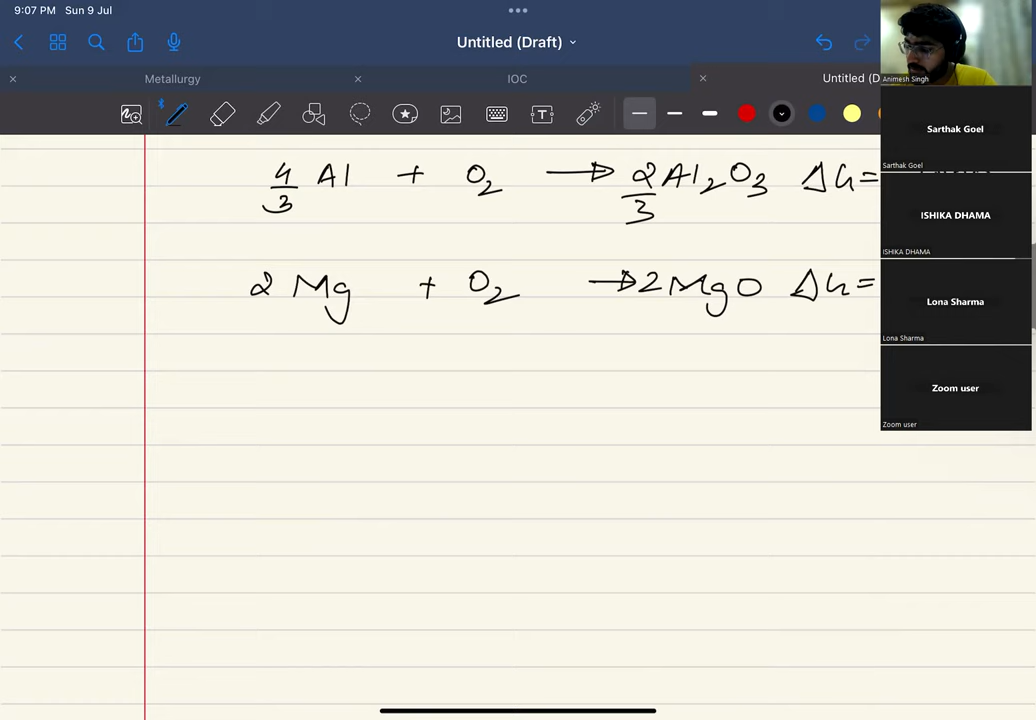 9:07 PM Sun 9 Jul
Untitled (Draft)
Metallurgy IOC Untitled (D
Animesh Singh
Sarthak Goel
Sarthak Goel
ISHIKA DHAMA
ISHIKA DHAMA
Lona Sharma
Lona Sharma
Zoom user
Zoom user
4/3 Al + O2 → 2/3 Al2O3 ΔG=
2 Mg + O2 → 2 MgO ΔG=